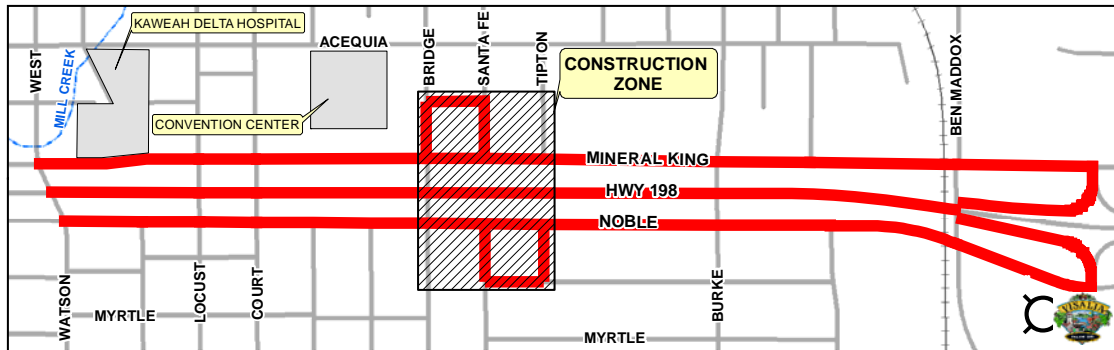 KAWEAH DELTA HOSPITAL
WEST
MILL CREEK
ACEQUIA
BRIDGE
SANTA FE
TIPTON
CONSTRUCTION
ZONE
BEN MADDOX
CONVENTION CENTER
MINERAL KING
HWY 198
NOBLE
WATSON
MYRTLE
LOCUST
COURT
BURKE
MYRTLE
VISALIA